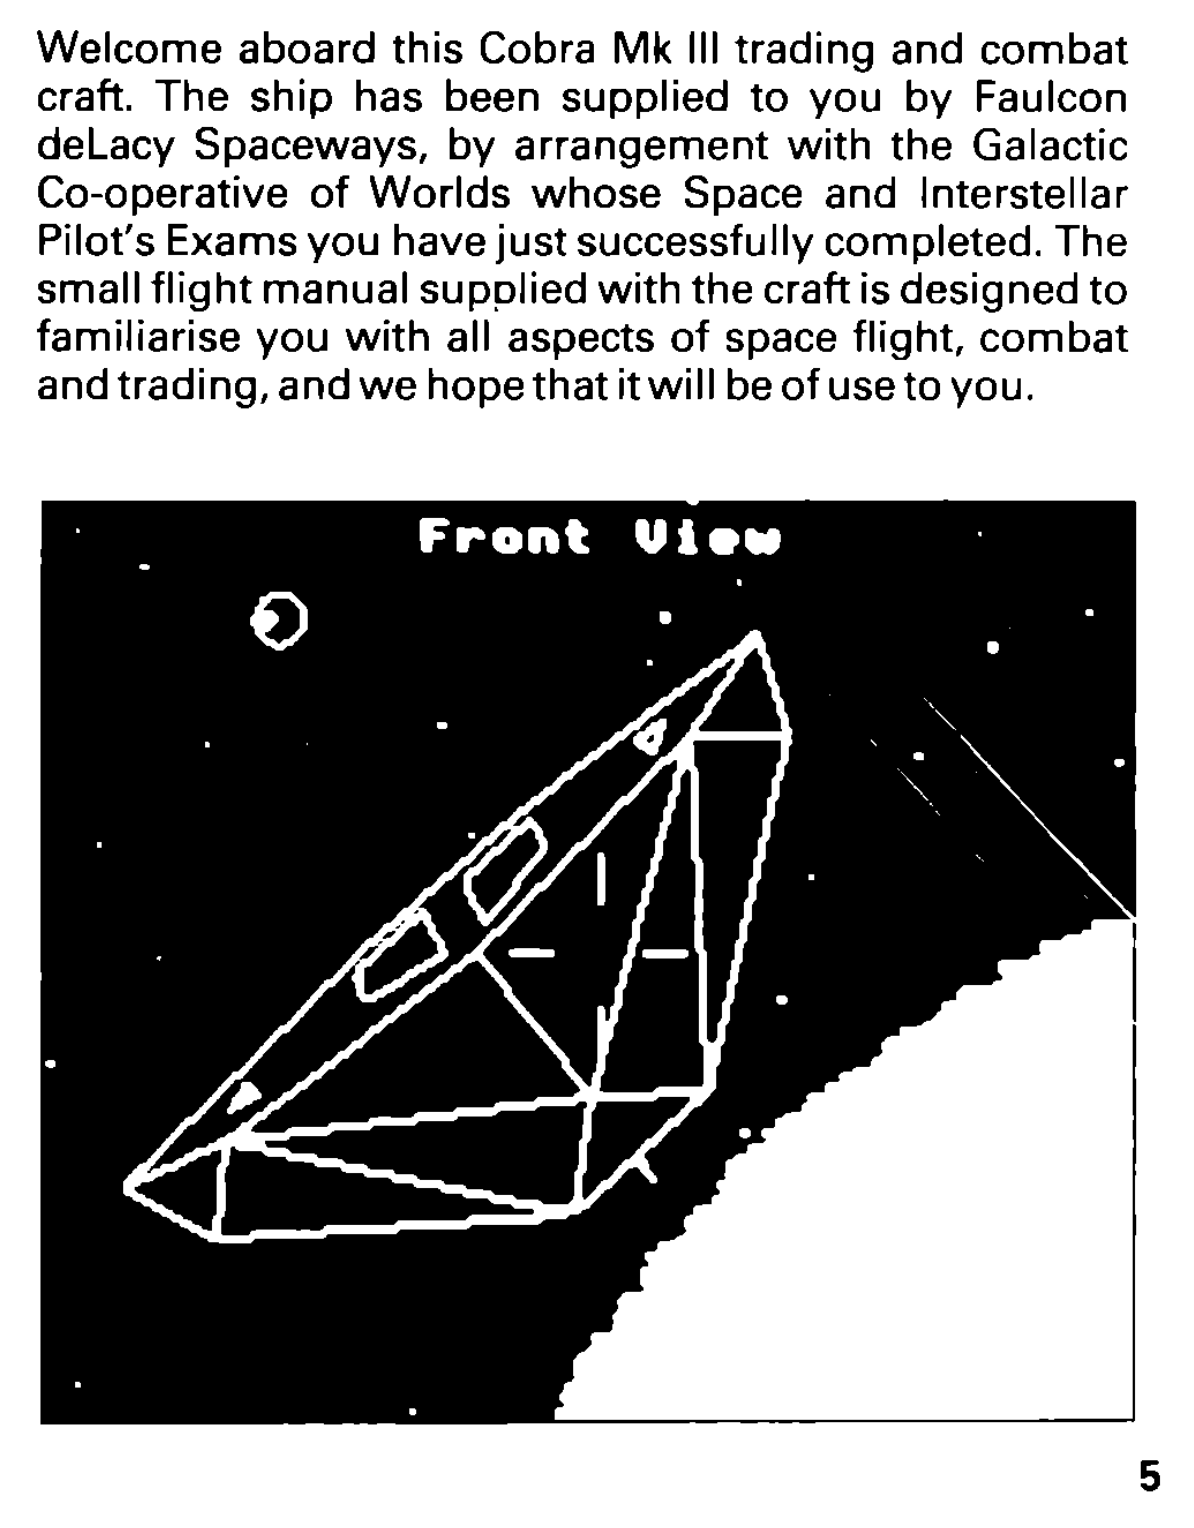 Welcome aboard this Cobra Mk III trading and combat
craft. The ship has been supplied to you by Faulcon
deLacy Spaceways, by arrangement with the Galactic
Co-operative of Worlds whose Space and Interstellar
Pilot's Exams you have just successfully completed. The
small flight manual supplied with the craft is designed to
familiarise you with all aspects of space flight, combat
and trading, and we hope that it will be of use to you.
Front View
5